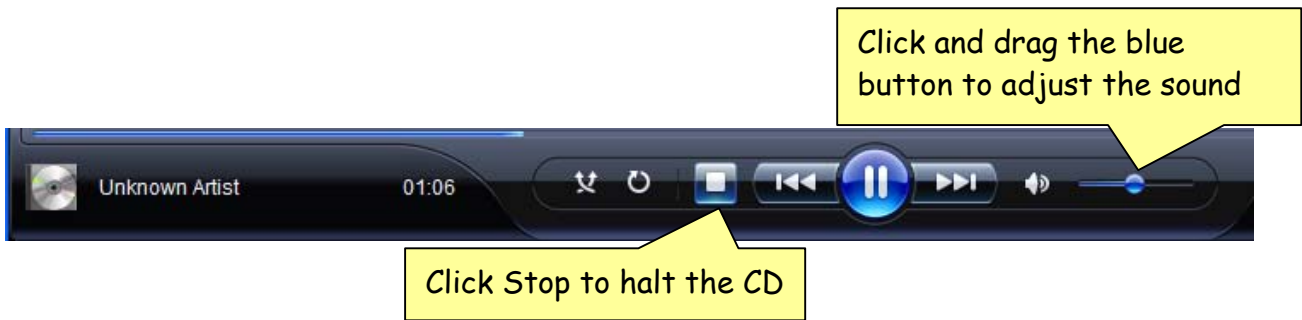 Click and drag the blue
button to adjust the sound
Unknown Artist
01:06
Click Stop to halt the CD